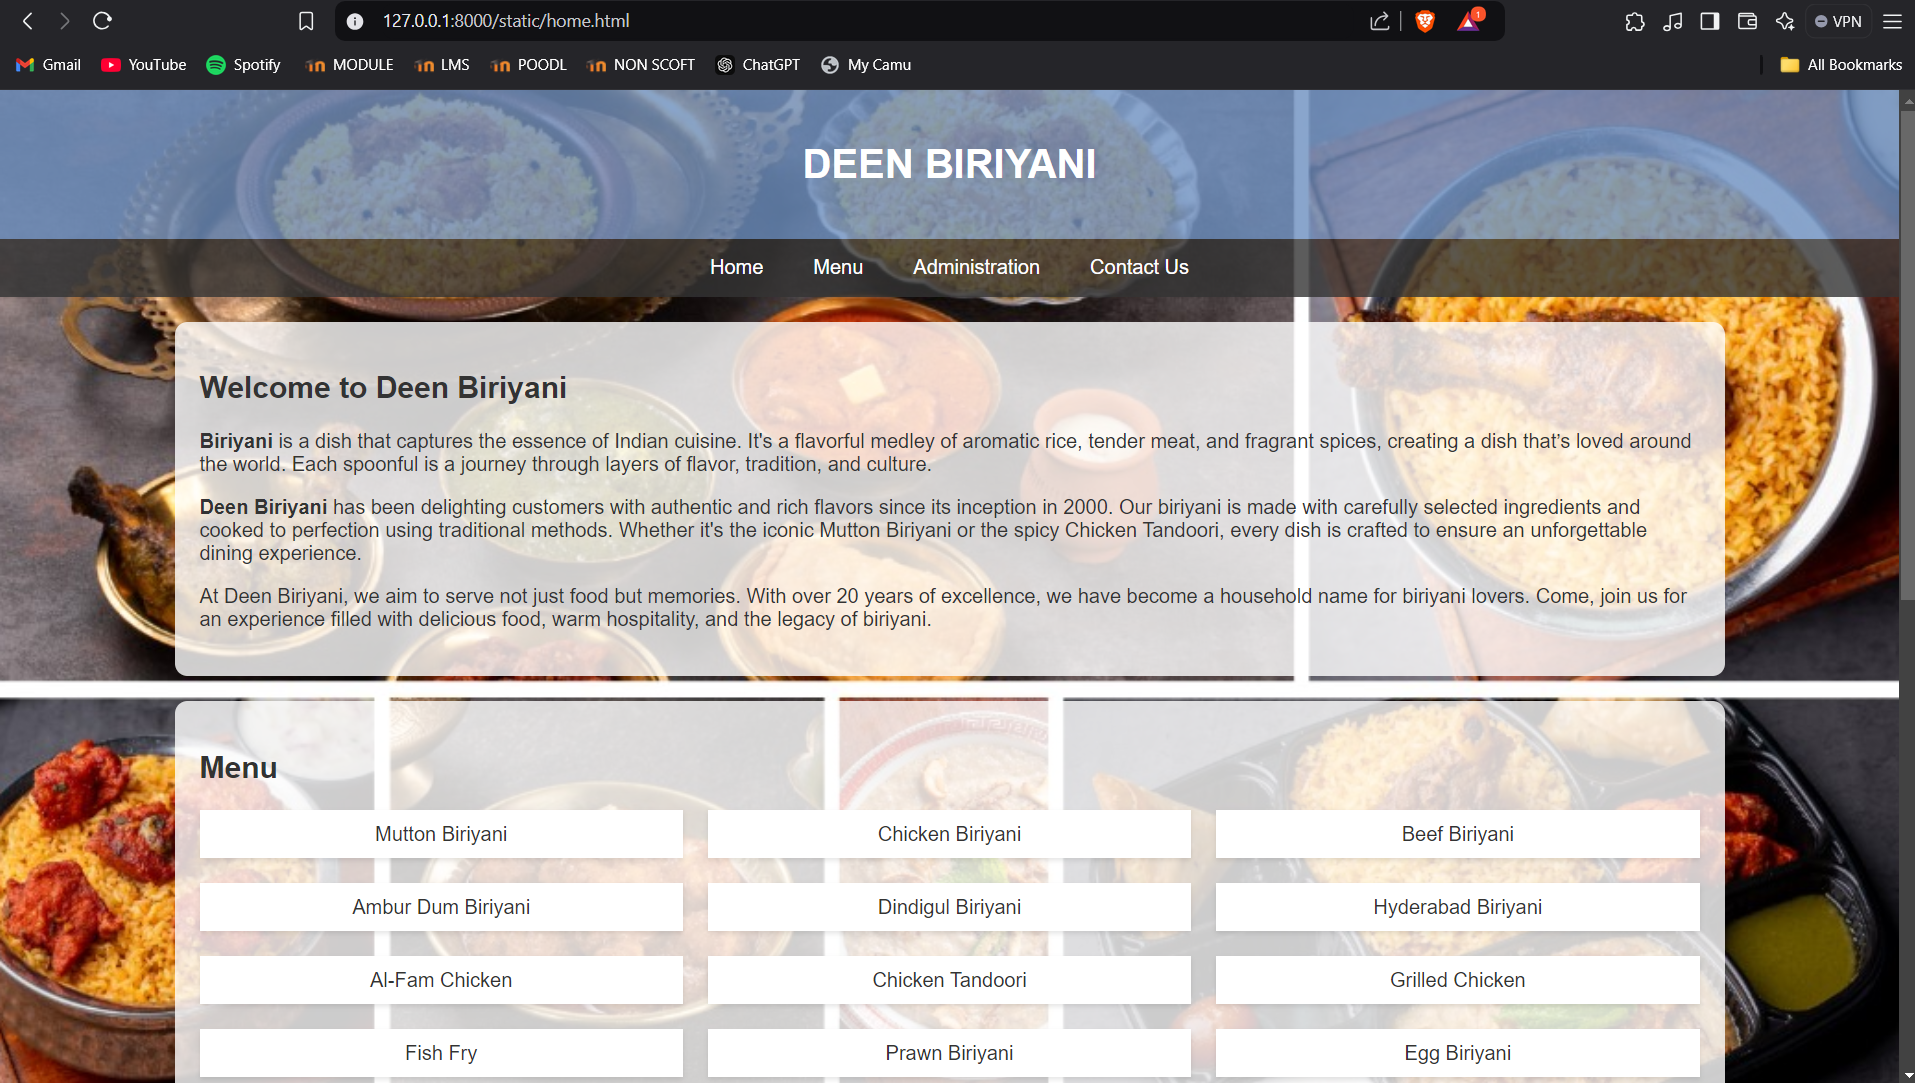 127.0.0.1:8000/static/home.html
1
VPN
Gmail
YouTube
Spotify
MODULE
LMS
POODL
NON SCOFT
ChatGPT
My Camu
All Bookmarks
DEEN BIRIYANI
Home
Menu
Administration
Contact Us
Welcome to Deen Biriyani
Biriyani is a dish that captures the essence of Indian cuisine. It's a flavorful medley of aromatic rice, tender meat, and fragrant spices, creating a dish that’s loved around
the world. Each spoonful is a journey through layers of flavor, tradition, and culture.
Deen Biriyani has been delighting customers with authentic and rich flavors since its inception in 2000. Our biriyani is made with carefully selected ingredients and
cooked to perfection using traditional methods. Whether it's the iconic Mutton Biriyani or the spicy Chicken Tandoori, every dish is crafted to ensure an unforgettable
dining experience.
At Deen Biriyani, we aim to serve not just food but memories. With over 20 years of excellence, we have become a household name for biriyani lovers. Come, join us for
an experience filled with delicious food, warm hospitality, and the legacy of biriyani.
Menu
Mutton Biriyani
Chicken Biriyani
Beef Biriyani
Ambur Dum Biriyani
Dindigul Biriyani
Hyderabad Biriyani
Al-Fam Chicken
Chicken Tandoori
Grilled Chicken
Fish Fry
Prawn Biriyani
Egg Biriyani